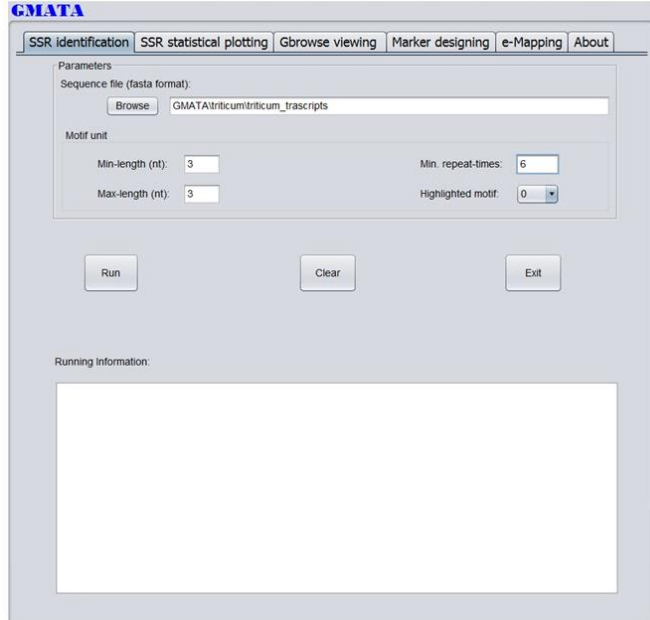 GMATA
SSR identification SSR statistical plotting Gbrowse viewing Marker designing e-Mapping About
Parameters
Sequence file (fasta format):
Browse GMATA\triticum\triticum_trascripts
Motif unit
Min-length (nt): 3 Min. repeat-times: 6
Max-length (nt): 3 Highlighted motif: 0
Run Clear Exit
Running Information: